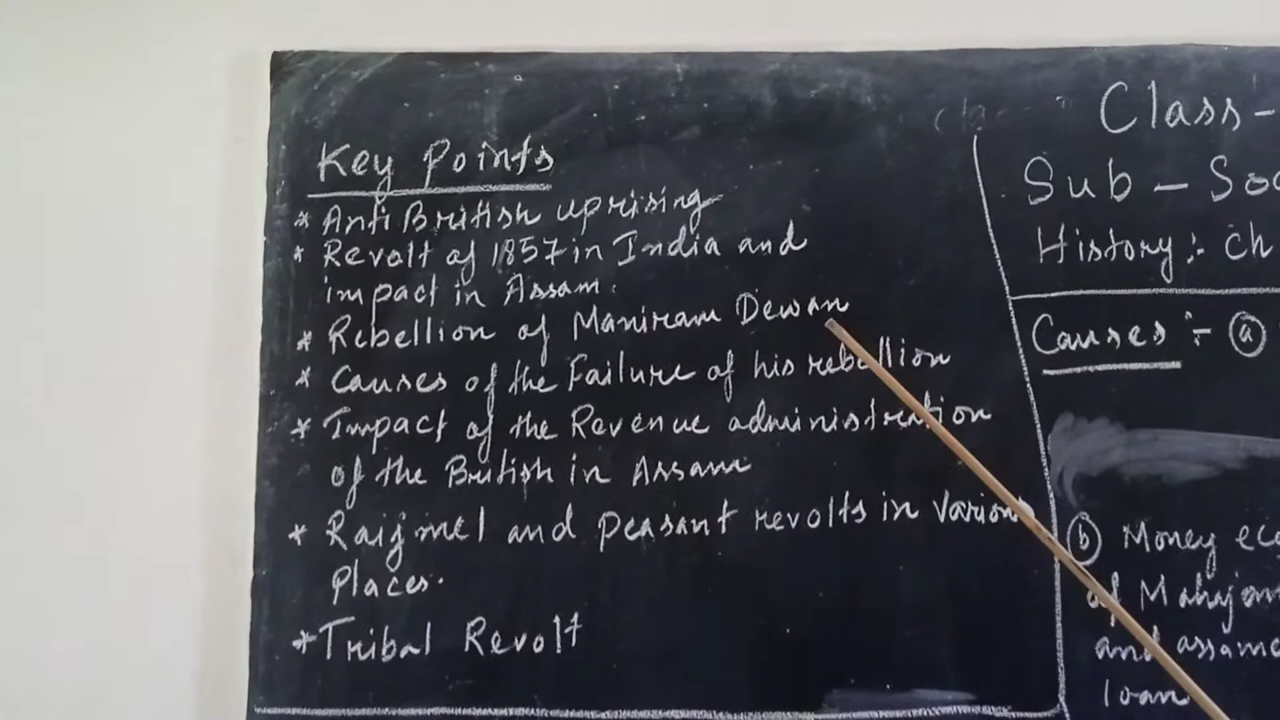 Key Points
* Anti British uprising
* Revolt of 1857 in India and
impact in Assam.
* Rebellion of Maniram Dewan
* Causes of the Failure of his rebellion
* Impact of the Revenue administration
of the British in Assam
* Raijmel and peasant revolts in various
Places.
* Tribal Revolt
Class -
Sub - Soc
History :- Ch
Causes :- (a)
(b) Money eco
of Mahajan
and assame
loan